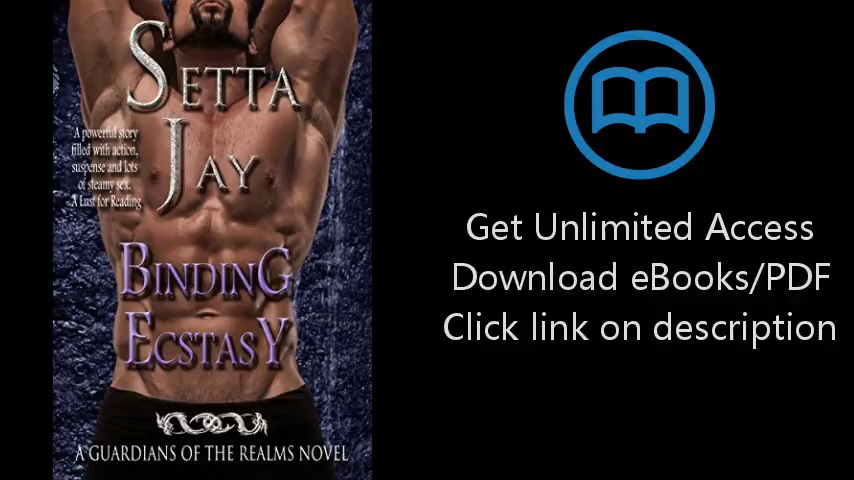 SETTA
JAY
A powerful story
filled with action,
suspense and lots
of steamy sex.
A Lust for Reading
BINDING
ECSTASY
A GUARDIANS OF THE REALMS NOVEL
Get Unlimited Access
Download eBooks/PDF
Click link on description